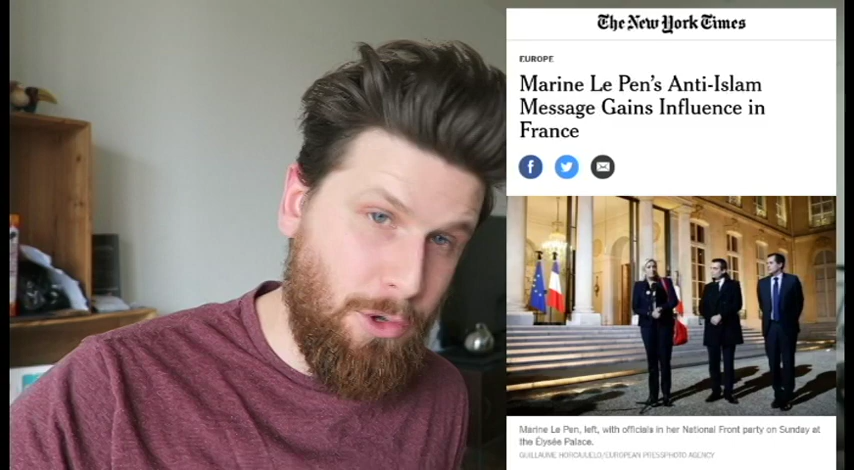 The New York Times
EUROPE
Marine Le Pen's Anti-Islam
Message Gains Influence in
France
Marine Le Pen, left, with officials in her National Front party on Sunday at
the Élysée Palace.
GUILLAUME HORCAJUELO/EUROPEAN PRESSPHOTO AGENCY